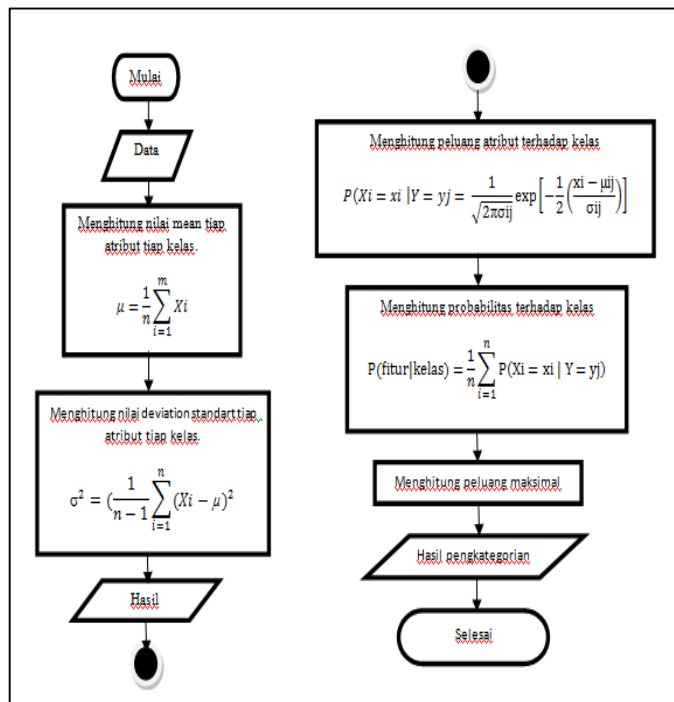 Mulai
Data
Menghitung nilai mean tiap
atribut tiap kelas.
μ = 1/n ∑_{i=1}^{m} Xi
Menghitung nilai deviation standart tiap
atribut tiap kelas.
σ² = (1/(n − 1) ∑_{i=1}^{n} (Xi − μ)²
Hasil
Menghitung peluang atribut terhadap kelas
P(Xi = xi |Y = yj = 1/√(2πσij) exp [−1/2 ((xi − μij)/σij)]
Menghitung probabilitas terhadap kelas
P(fitur|kelas) = 1/n ∑_{i=1}^{n} P(Xi = xi | Y = yj)
Menghitung peluang maksimal
Hasil pengkategorian
Selesai